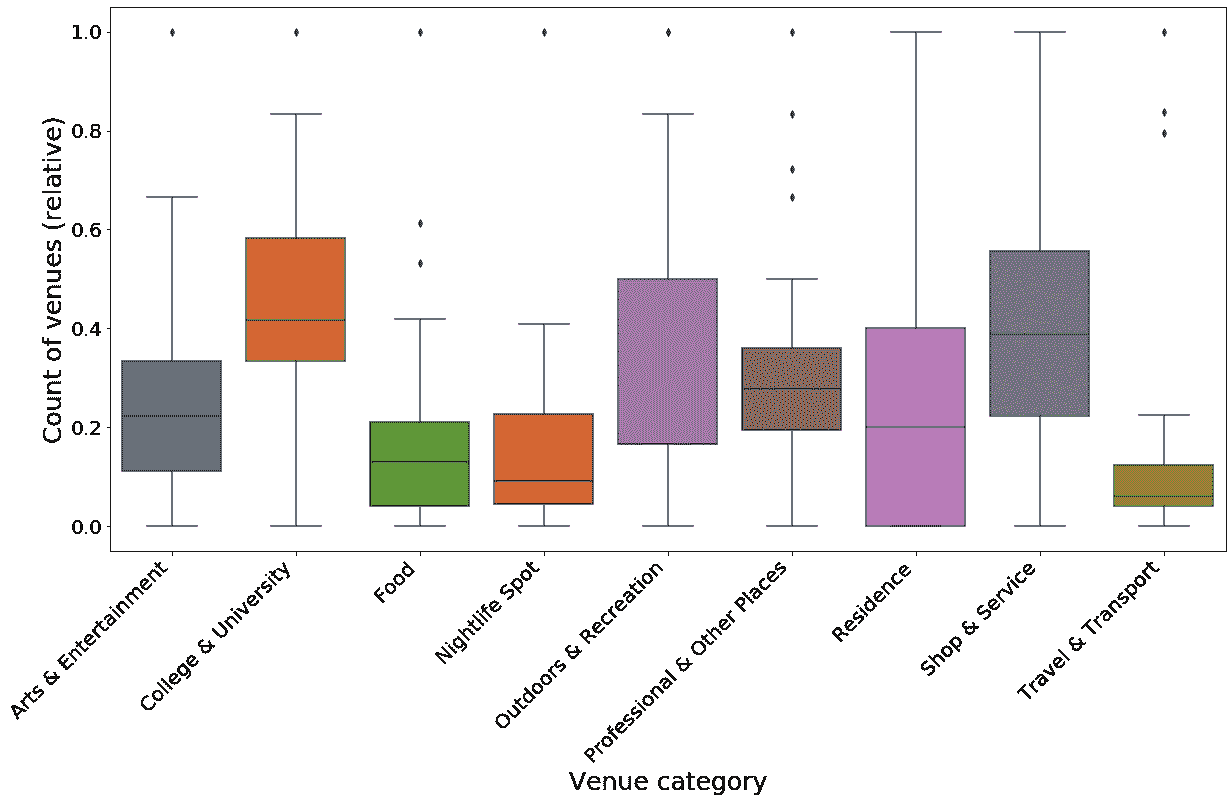 1.0
0.8
0.6
0.4
0.2
0.0
Count of venues (relative)
Arts & Entertainment
College & University
Food
Nightlife Spot
Outdoors & Recreation
Professional & Other Places
Residence
Shop & Service
Travel & Transport
Venue category